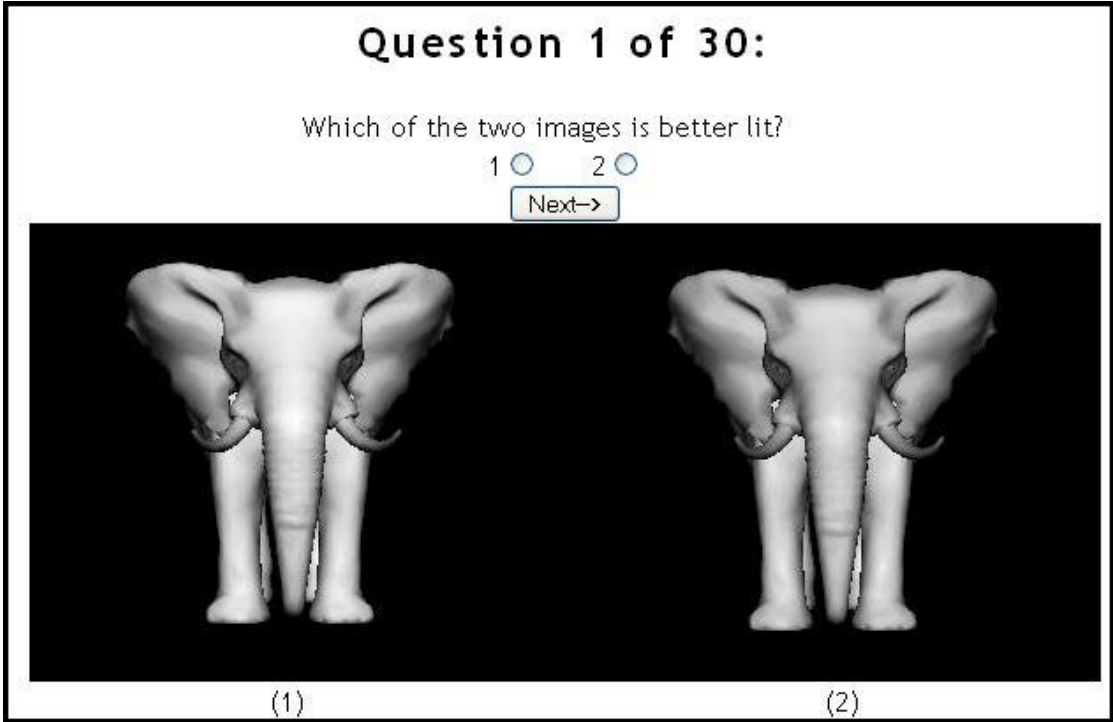 Question 1 of 30:
Which of the two images is better lit?
1 2
Next-->
(1) (2)